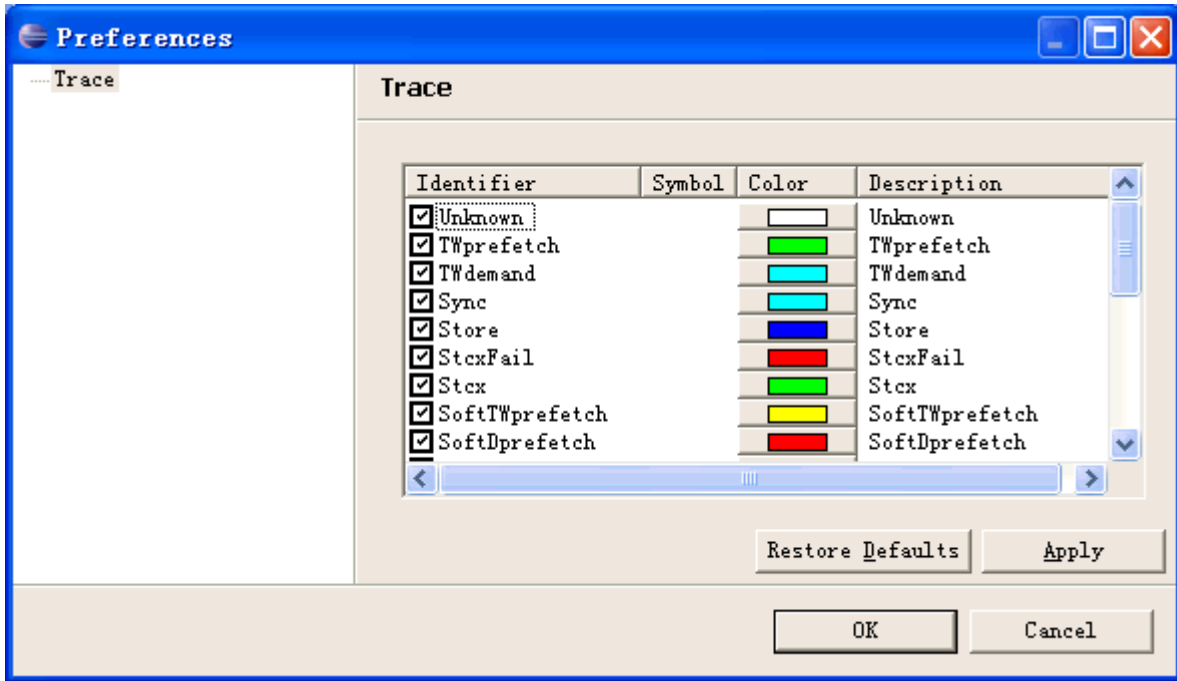 Preferences
Trace
Trace
Identifier Symbol Color Description
Unknown Unknown
TWprefetch TWprefetch
TWdemand TWdemand
Sync Sync
Store Store
StcxFail StcxFail
Stcx Stcx
SoftTWprefetch SoftTWprefetch
SoftDprefetch SoftDprefetch
Restore Defaults Apply
OK Cancel